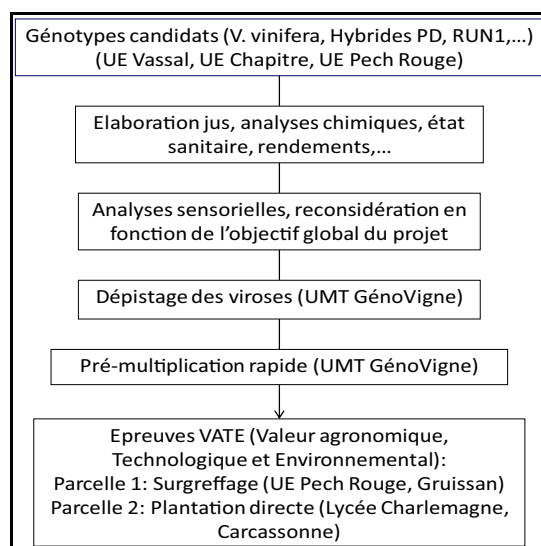 Génotypes candidats (V. vinifera, Hybrides PD, RUN1,...)
(UE Vassal, UE Chapitre, UE Pech Rouge)
Elaboration jus, analyses chimiques, état
sanitaire, rendements,...
Analyses sensorielles, reconsidération en
fonction de l'objectif global du projet
Dépistage des viroses (UMT GénoVigne)
Pré-multiplication rapide (UMT GénoVigne)
Epreuves VATE (Valeur agronomique,
Technologique et Environnemental):
Parcelle 1: Surgreffage (UE Pech Rouge, Gruissan)
Parcelle 2: Plantation directe (Lycée Charlemagne,
Carcassonne)